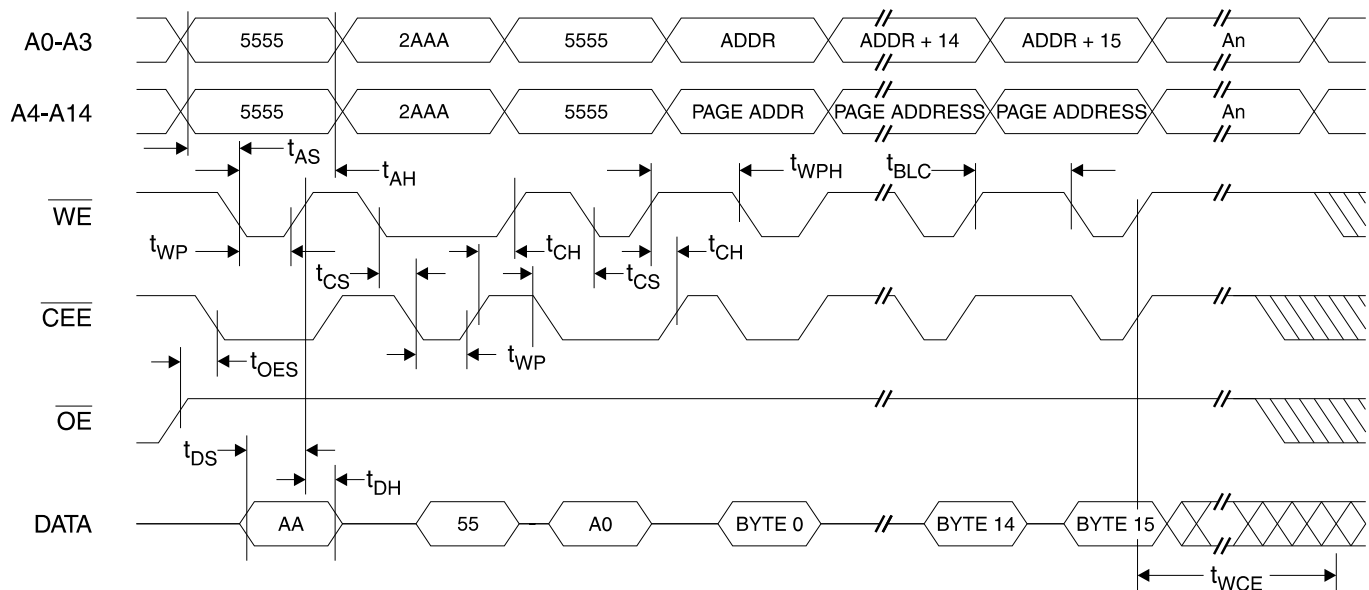 A0-A3 5555 2AAA 5555 ADDR ADDR + 14 ADDR + 15 An
A4-A14 5555 2AAA 5555 PAGE ADDR PAGE ADDRESS PAGE ADDRESS An
tAS tAH tWPH tBLC
WE
tWP tCS tCH tCS tCH
CEE
tOES tWP
OE
tDS tDH
DATA AA 55 A0 BYTE 0 BYTE 14 BYTE 15
tWCE